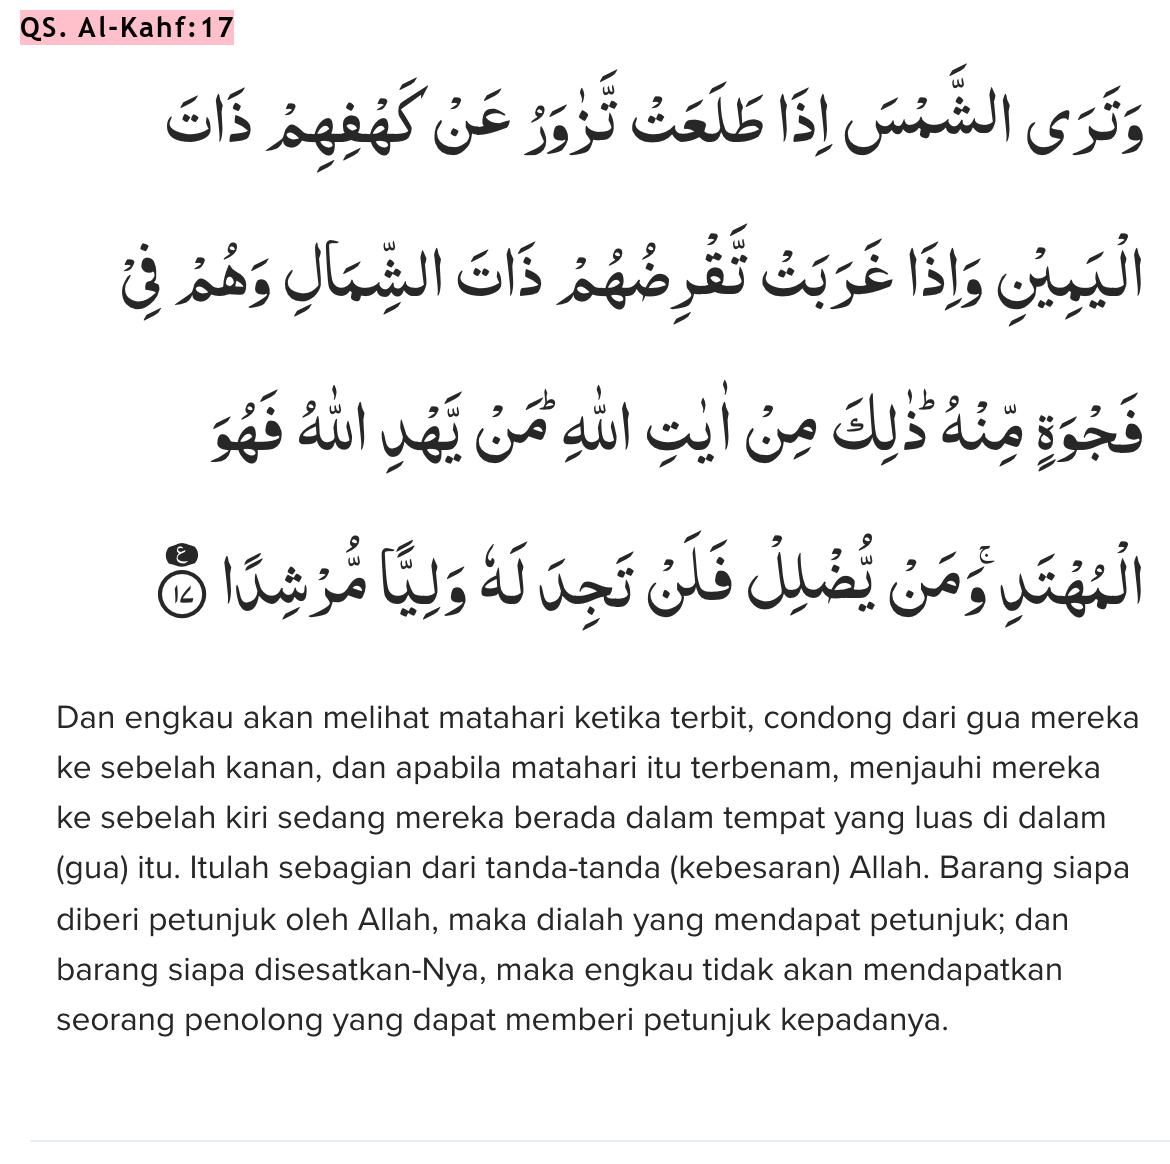 QS. Al-Kahf:17
وَتَرَى الشَّمْسَ اِذَا طَلَعَتْ تَّزٰوَرُ عَنْ كَهْفِهِمْ ذَاتَ
الْيَمِيْنِ وَاِذَا غَرَبَتْ تَّقْرِضُهُمْ ذَاتَ الشِّمَالِ وَهُمْ فِيْ
فَجْوَةٍ مِّنْهُ ۗذٰلِكَ مِنْ اٰيٰتِ اللّٰهِ ۗمَنْ يَّهْدِ اللّٰهُ فَهُوَ
الْمُهْتَدِ ۚوَمَنْ يُّضْلِلْ فَلَنْ تَجِدَ لَهٗ وَلِيًّا مُّرْشِدًا ࣖ ١٧
Dan engkau akan melihat matahari ketika terbit, condong dari gua mereka
ke sebelah kanan, dan apabila matahari itu terbenam, menjauhi mereka
ke sebelah kiri sedang mereka berada dalam tempat yang luas di dalam
(gua) itu. Itulah sebagian dari tanda-tanda (kebesaran) Allah. Barang siapa
diberi petunjuk oleh Allah, maka dialah yang mendapat petunjuk; dan
barang siapa disesatkan-Nya, maka engkau tidak akan mendapatkan
seorang penolong yang dapat memberi petunjuk kepadanya.